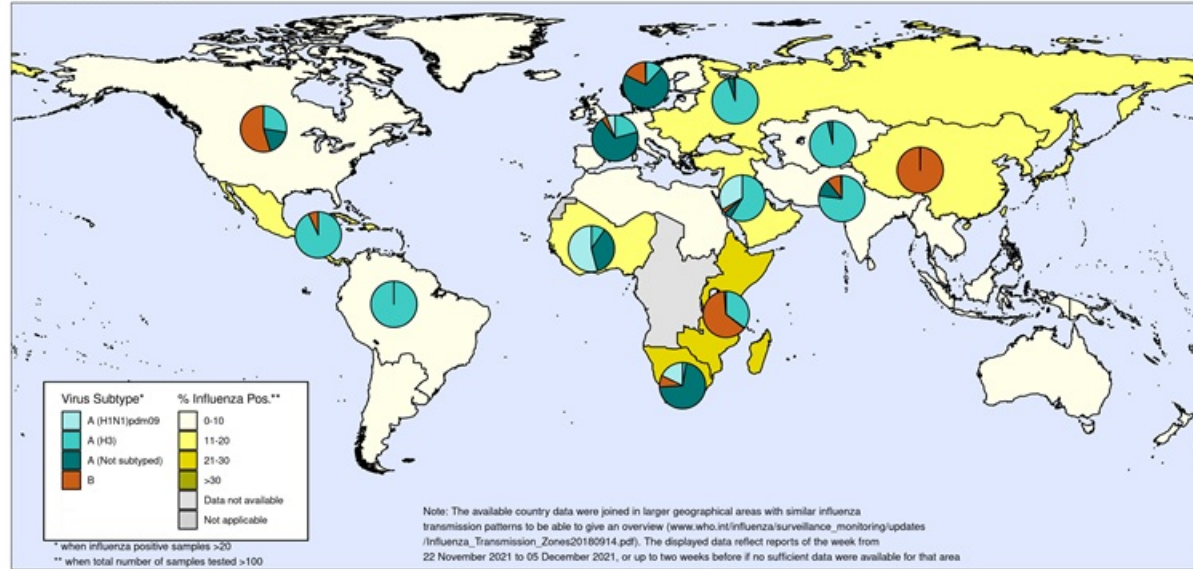 Virus Subtype*
A (H1N1)pdm09
A (H3)
A (Not subtyped)
B
% Influenza Pos.**
0-10
11-20
21-30
>30
Data not available
Not applicable
* when influenza positive samples >20
** when total number of samples tested >100
Note: The available country data were joined in larger geographical areas with similar influenza
transmission patterns to be able to give an overview (www.who.int/influenza/surveillance_monitoring/updates
/Influenza_Transmission_Zones20180914.pdf). The displayed data reflect reports of the week from
22 November 2021 to 05 December 2021, or up to two weeks before if no sufficient data were available for that area